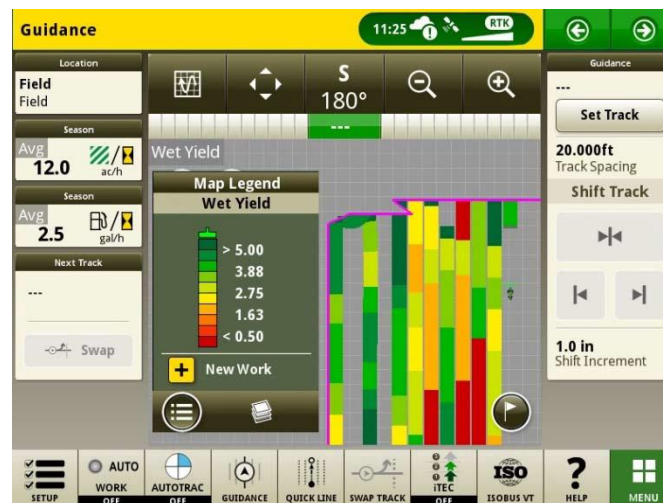 Guidance
11:25
RTK
Location
Field
Field
Season
Avg
12.0
ac/h
Season
Avg
2.5
gal/h
Next Track
---
Swap
S
180°
---
Wet Yield
Map Legend
Wet Yield
> 5.00
3.88
2.75
1.63
< 0.50
New Work
Guidance
---
Set Track
20.000ft
Track Spacing
Shift Track
1.0 in
Shift Increment
SETUP
AUTO
WORK
OFF
AUTOTRAC
OFF
GUIDANCE
QUICK LINE
SWAP TRACK
iTEC
OFF
ISO
ISOBUS VT
?
HELP
MENU